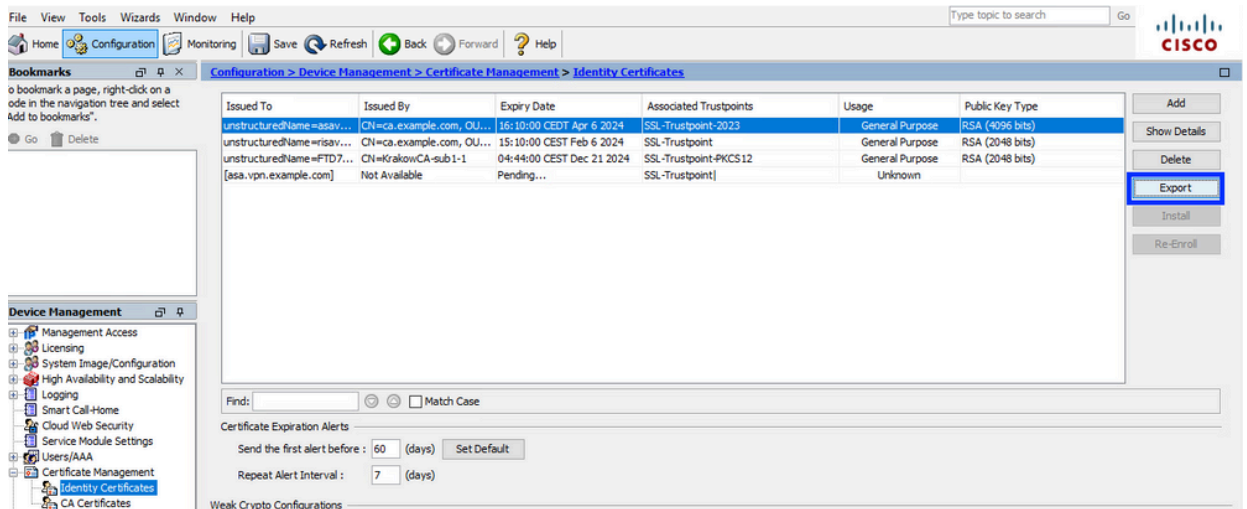 File View Tools Wizards Window Help
Type topic to search Go
Home Configuration Monitoring Save Refresh Back Forward Help
CISCO
Bookmarks
o bookmark a page, right-click on a
ode in the navigation tree and select
Add to bookmarks".
Go Delete
Configuration > Device Management > Certificate Management > Identity Certificates
Issued To Issued By Expiry Date Associated Trustpoints Usage Public Key Type
unstructuredName=asav... CN=ca.example.com, OU... 16:10:00 CEDT Apr 6 2024 SSL-Trustpoint-2023 General Purpose RSA (4096 bits)
unstructuredName=risav... CN=ca.example.com, OU... 15:10:00 CEST Feb 6 2024 SSL-Trustpoint General Purpose RSA (2048 bits)
unstructuredName=FTD7... CN=KrakowCA-sub1-1 04:44:00 CEST Dec 21 2024 SSL-Trustpoint-PKCS12 General Purpose RSA (2048 bits)
[asa.vpn.example.com] Not Available Pending... SSL-Trustpoint| Unknown
Add
Show Details
Delete
Export
Install
Re-Enroll
Find: Match Case
Certificate Expiration Alerts
Send the first alert before : 60 (days) Set Default
Repeat Alert Interval : 7 (days)
Weak Crypto Configurations
Device Management
Management Access
Licensing
System Image/Configuration
High Availability and Scalability
Logging
Smart Call-Home
Cloud Web Security
Service Module Settings
Users/AAA
Certificate Management
Identity Certificates
CA Certificates